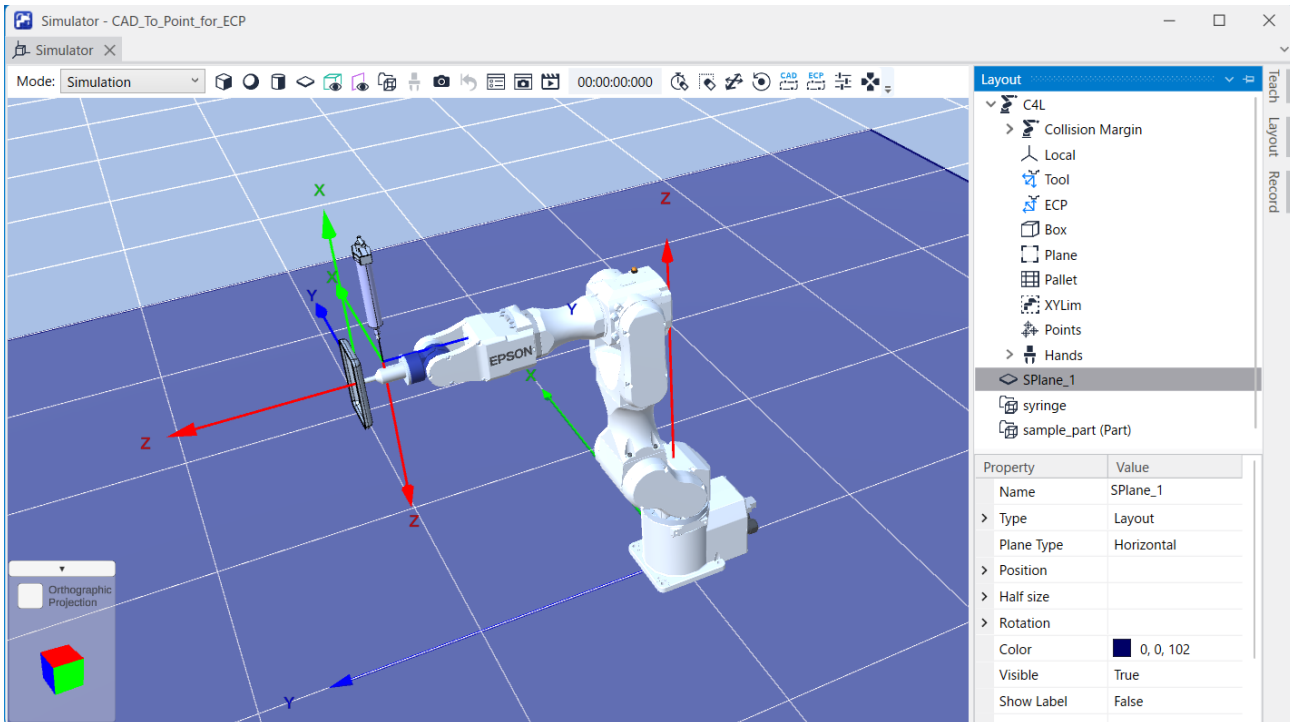 Simulator - CAD_To_Point_for_ECP
Simulator
Mode: Simulation
00:00:00:000
CAD
ECP
Layout
Teach
Layout
Record
C4L
Collision Margin
Local
Tool
ECP
Box
Plane
Pallet
XYLim
Points
Hands
SPlane_1
syringe
sample_part (Part)
Property Value
Name SPlane_1
Type Layout
Plane Type Horizontal
Position
Half size
Rotation
Color 0, 0, 102
Visible True
Show Label False
X
Z
X
Y
Y
EPSON
X
Z
Z
Y
Orthographic
Projection